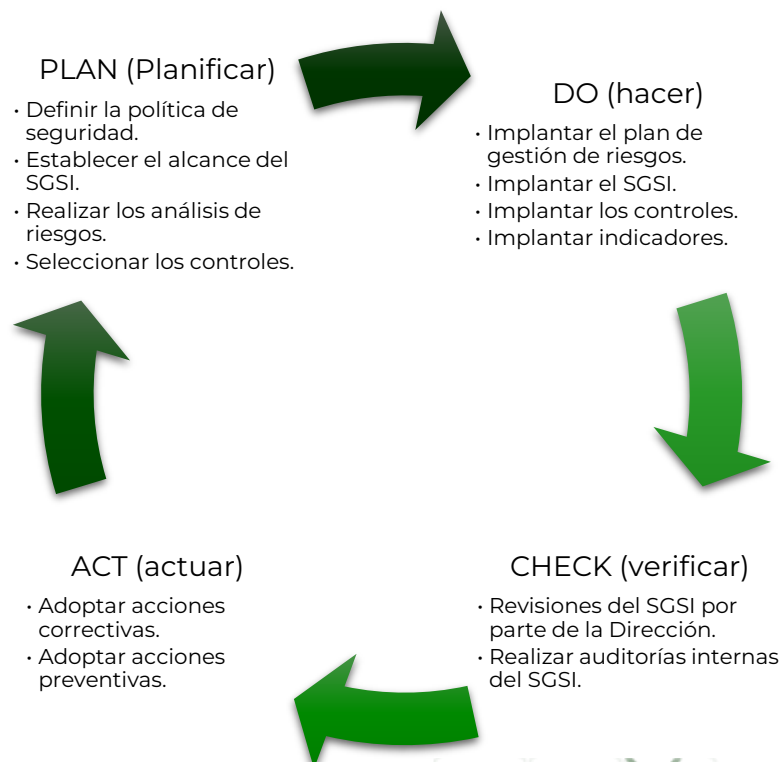 PLAN (Planificar)
· Definir la política de
seguridad.
· Establecer el alcance del
SGSI.
· Realizar los análisis de
riesgos.
· Seleccionar los controles.
DO (hacer)
· Implantar el plan de
gestión de riesgos.
· Implantar el SGSI.
· Implantar los controles.
· Implantar indicadores.
ACT (actuar)
· Adoptar acciones
correctivas.
· Adoptar acciones
preventivas.
CHECK (verificar)
· Revisiones del SGSI por
parte de la Dirección.
· Realizar auditorías internas
del SGSI.